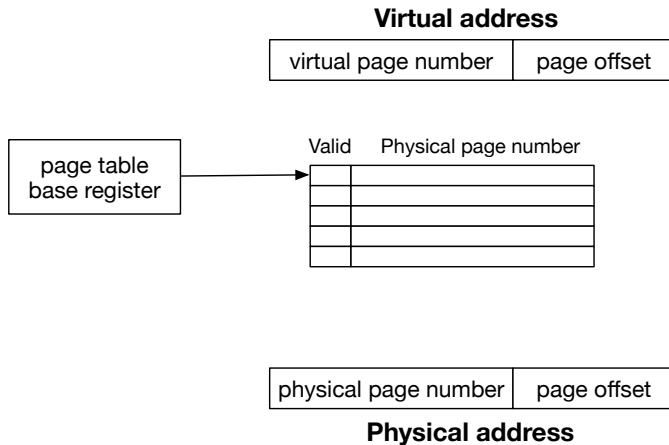 Virtual address
virtual page number page offset
Valid Physical page number
page table
base register
physical page number page offset
Physical address